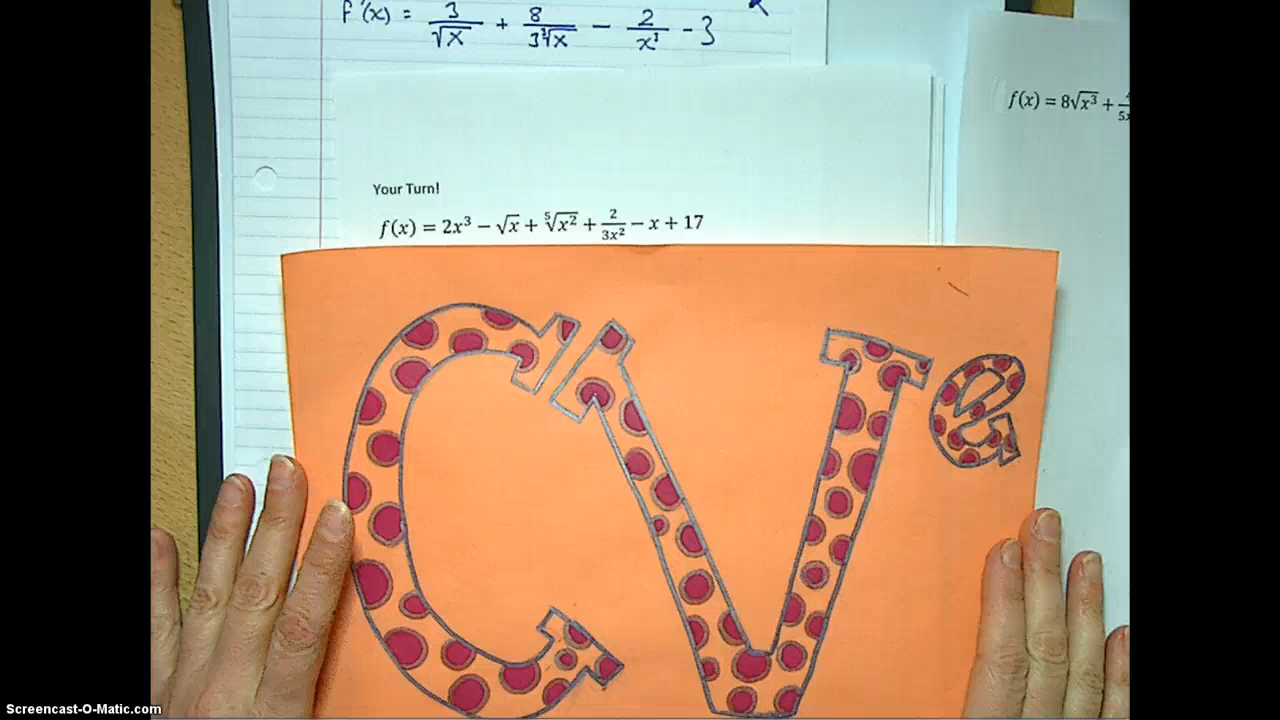 f'(x) = 3/√x + 8/3∛x − 2/x³ − 3
f(x) = 8√x³ +
Your Turn!
f(x) = 2x³ − √x + ⁵√x² + 2/3x² − x + 17
CVe
Screencast-O-Matic.com